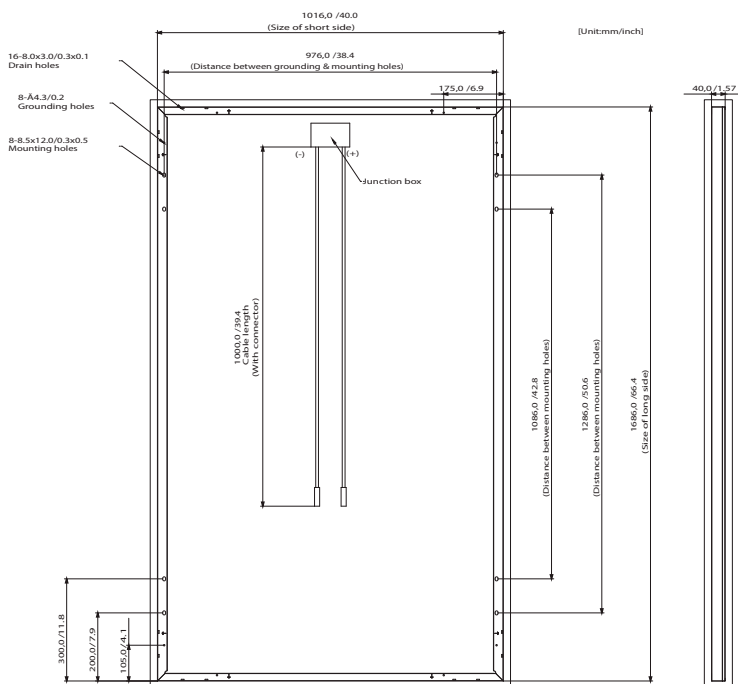 1016,0 /40.0
(Size of short side)
[Unit:mm/inch]
976,0 /38.4
(Distance between grounding & mounting holes)
16-8.0x3.0/0.3x0.1
Drain holes
175,0 /6.9
40,0 /1.57
8-Ā4.3/0.2
Grounding holes
8-8.5x12.0/0.3x0.5
Mounting holes
(-)
(+)
Junction box
1000,0 /39.4
Cable length
(With connector)
1086,0 /42.8
(Distance between mounting holes)
1286,0 /50.6
(Distance between mounting holes)
1686,0 /66.4
(Size of long side)
300,0/11.8
200,0/7.9
105,0/4.1